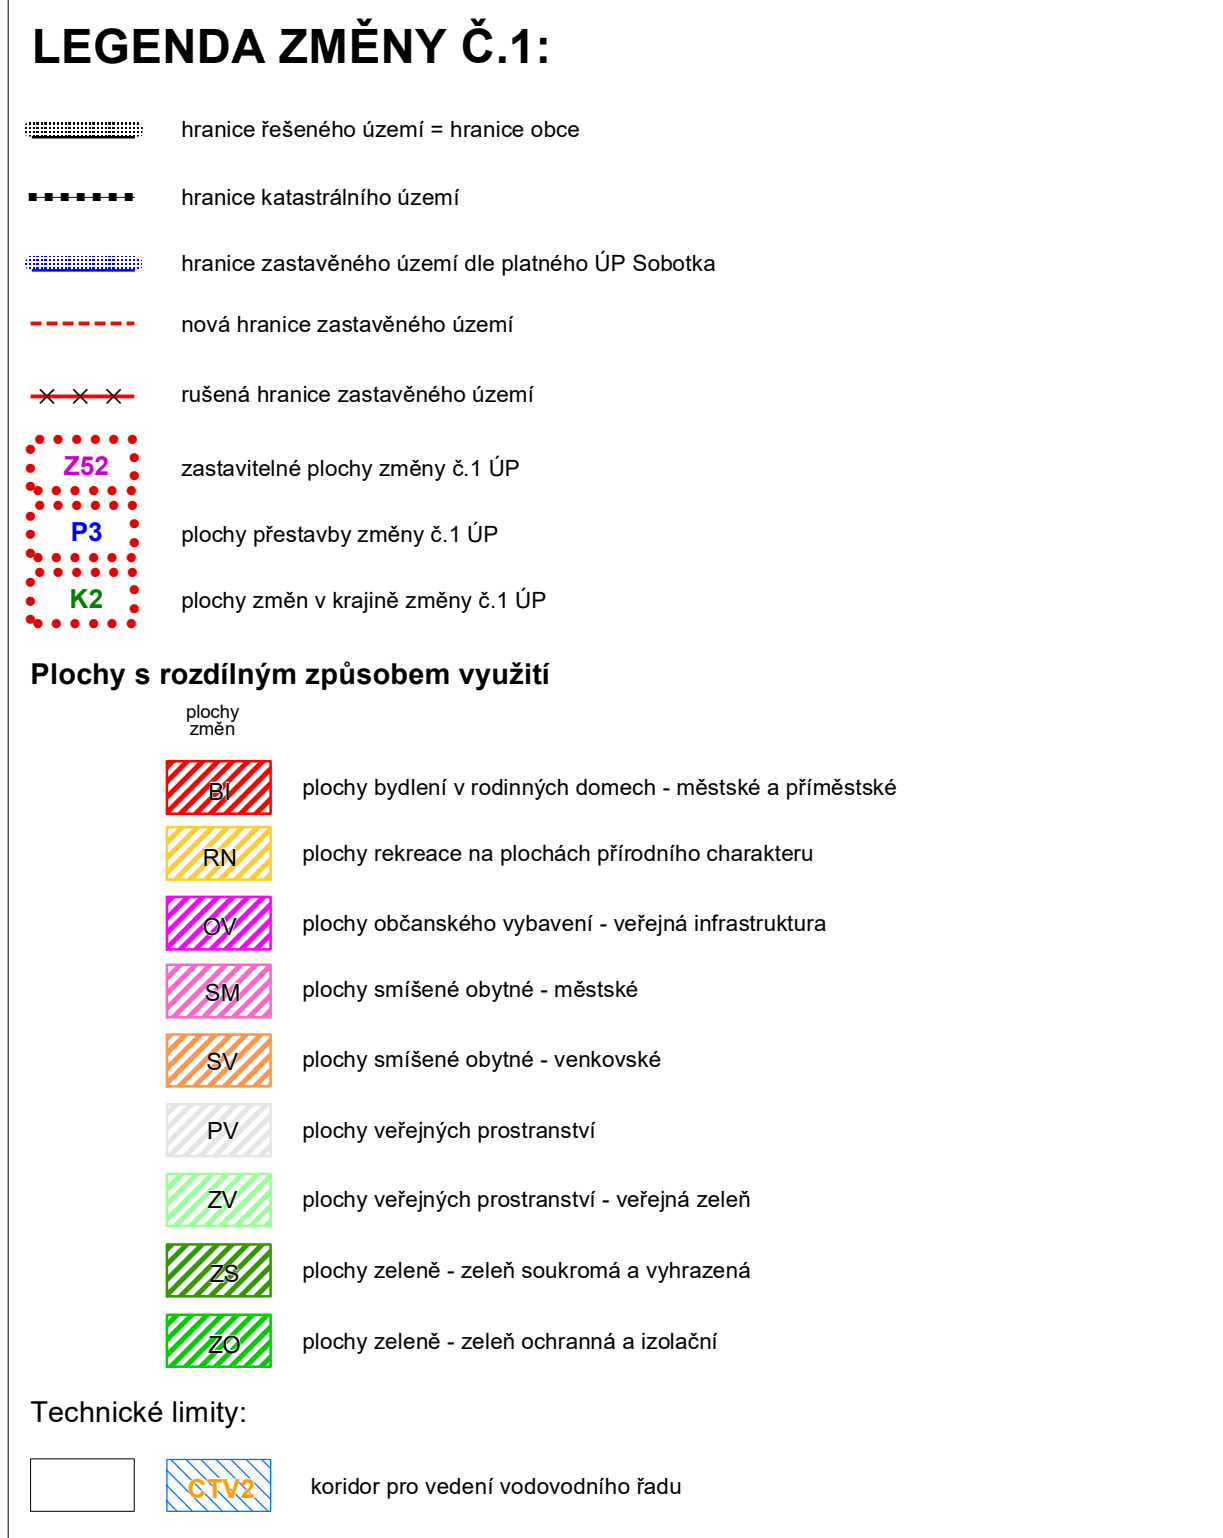 LEGENDA ZMĚNY Č.1:
hranice řešeného území = hranice obce
hranice katastrálního území
hranice zastavěného území dle platného ÚP Sobotka
nová hranice zastavěného území
rušená hranice zastavěného území
Z52 zastavitelné plochy změny č.1 ÚP
P3 plochy přestavby změny č.1 ÚP
K2 plochy změn v krajině změny č.1 ÚP
Plochy s rozdílným způsobem využití
plochy
změn
BI plochy bydlení v rodinných domech - městské a příměstské
RN plochy rekreace na plochách přírodního charakteru
OV plochy občanského vybavení - veřejná infrastruktura
SM plochy smíšené obytné - městské
SV plochy smíšené obytné - venkovské
PV plochy veřejných prostranství
ZV plochy veřejných prostranství - veřejná zeleň
ZS plochy zeleně - zeleň soukromá a vyhrazená
ZO plochy zeleně - zeleň ochranná a izolační
Technické limity:
CTV2 koridor pro vedení vodovodního řadu